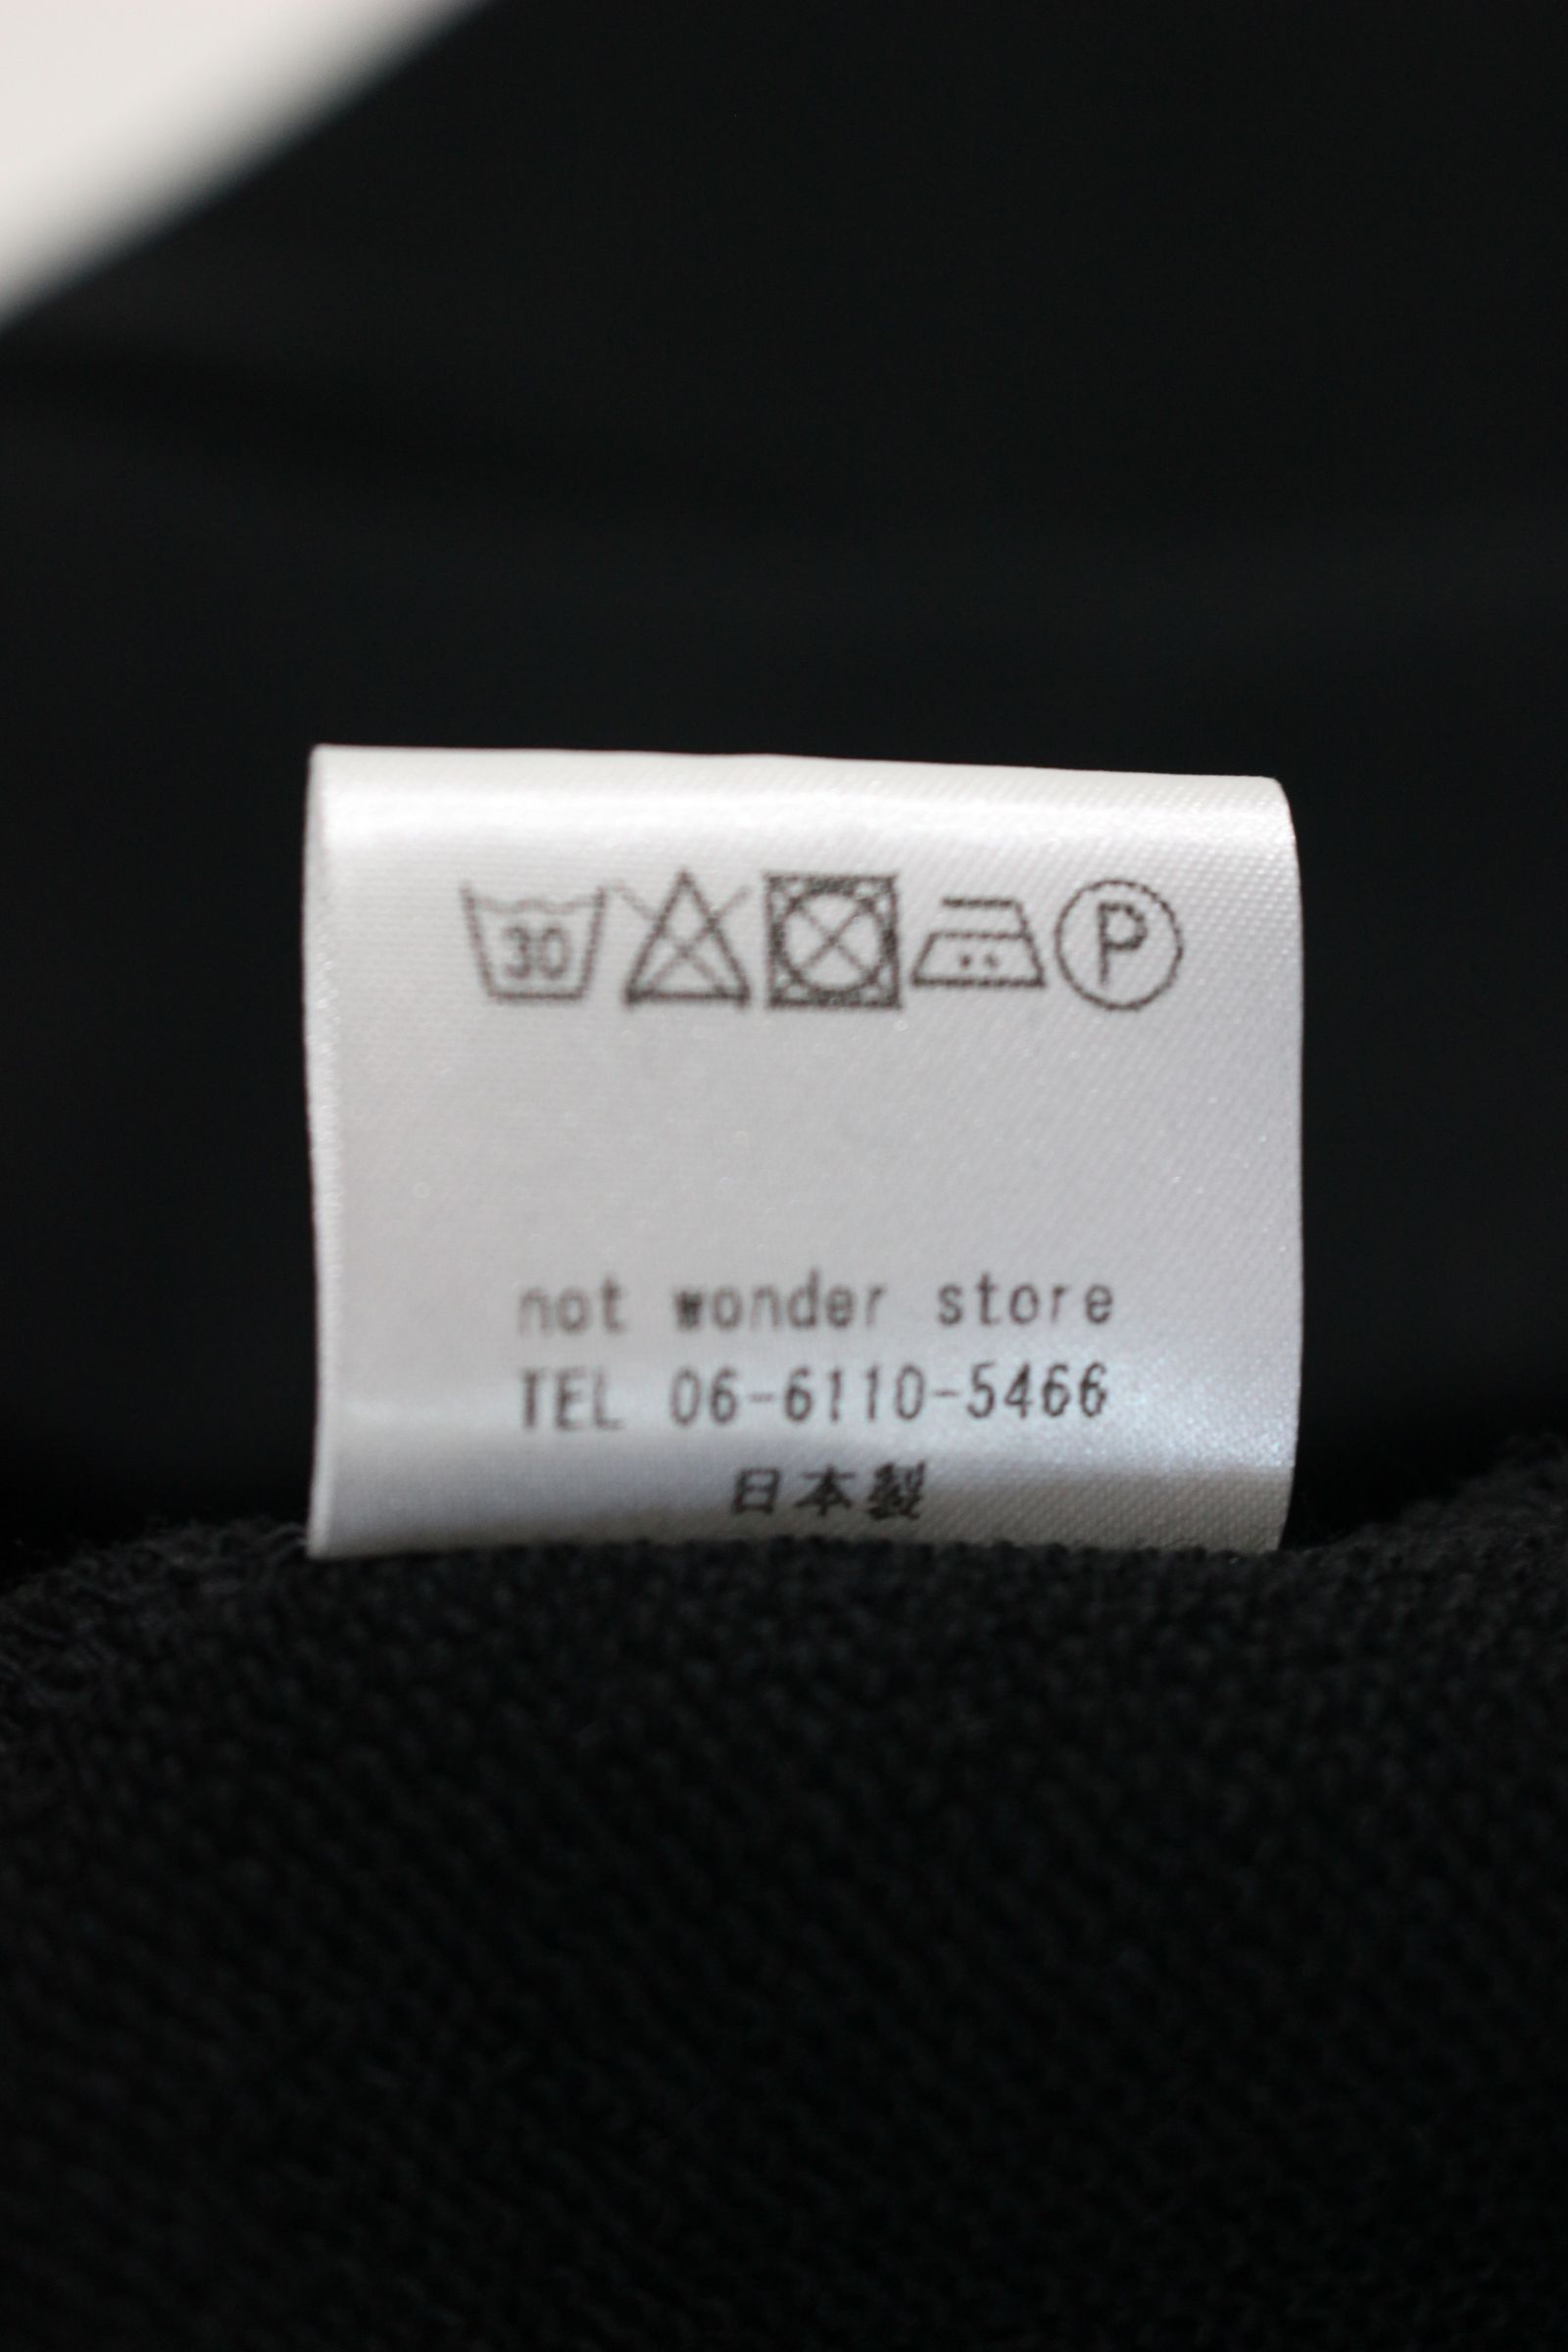 30 P
not wonder store
TEL 06-6110-5466
日本製